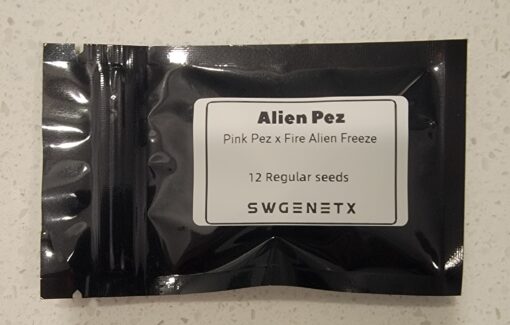 Alien Pez
Pink Pez x Fire Alien Freeze
12 Regular seeds
SWGENETX